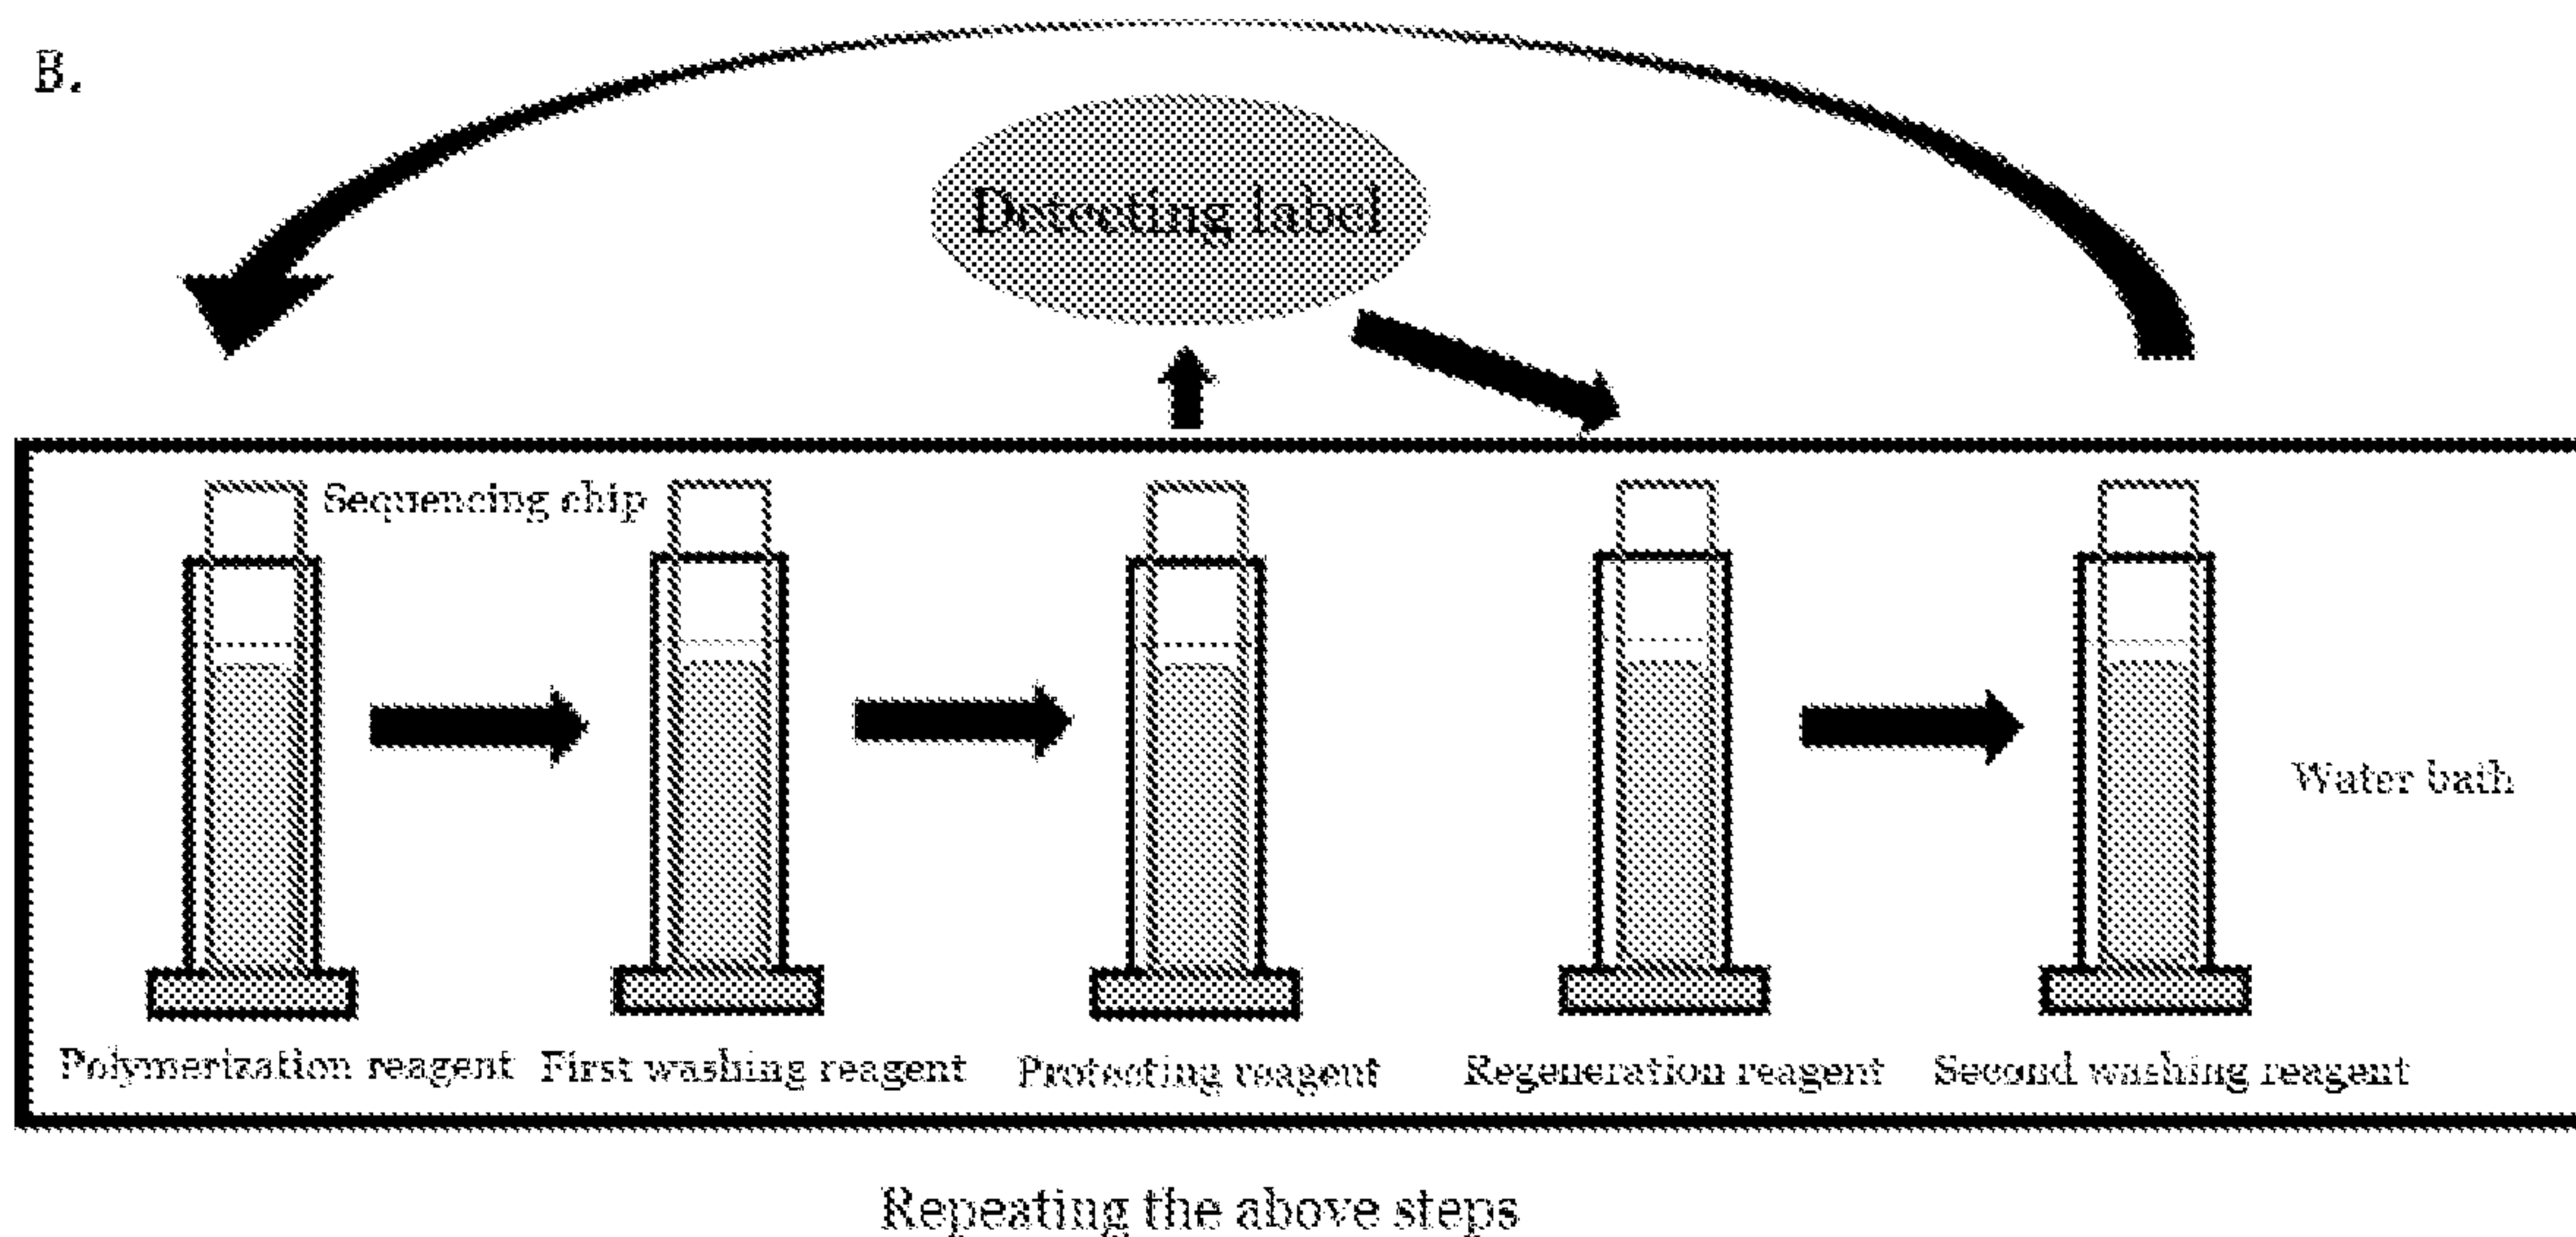 B.
Detecting label
Sequencing chip
Water bath
Polymerization reagent
First washing reagent
Protecting reagent
Regeneration reagent
Second washing reagent
Repeating the above steps